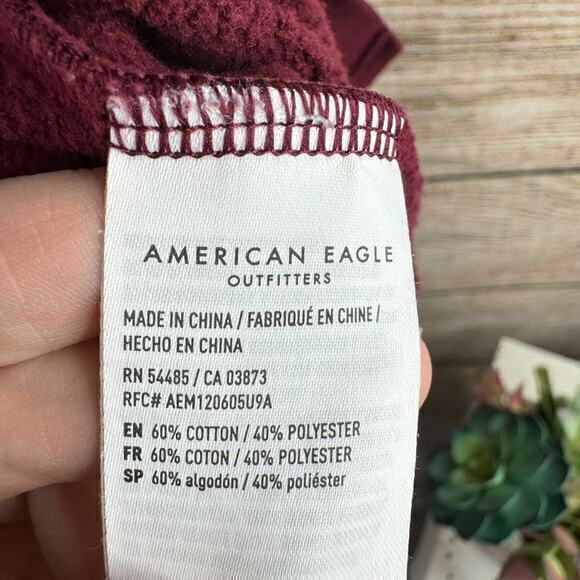 AMERICAN EAGLE
OUTFITTERS
MADE IN CHINA / FABRIQUÉ EN CHINE /
HECHO EN CHINA
RN 54485 / CA 03873
RFC# AEM120605U9A
EN 60% COTTON / 40% POLYESTER
FR 60% COTON / 40% POLYESTER
SP 60% algodón / 40% poliéster